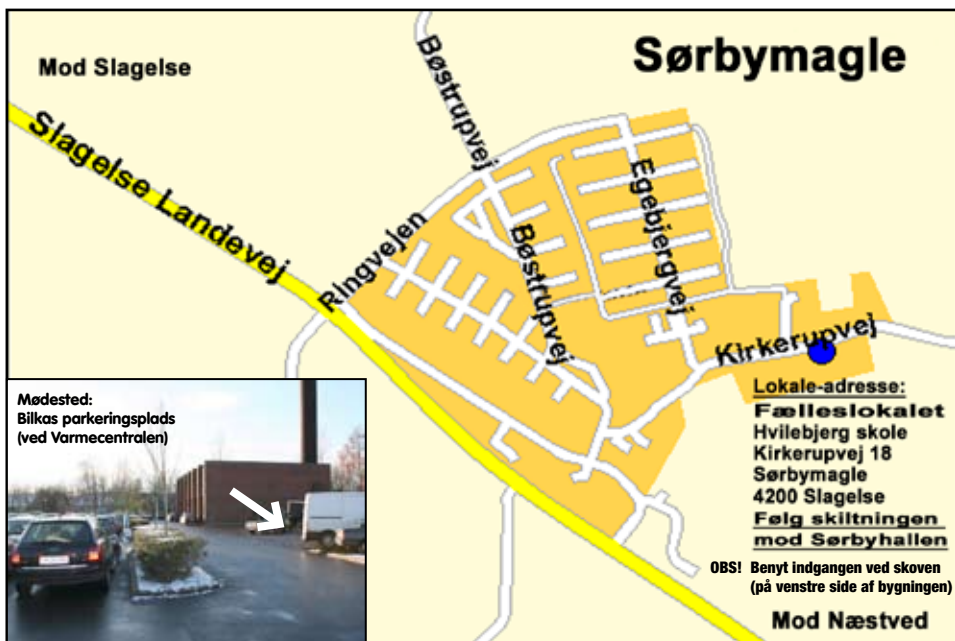 Sørbymagle
Mod Slagelse
Bøstrupvej
Slagelse Landevej
Egebjergvej
RIngvejen
Bøstrupvej
Kirkerupvej
Mødested:
Bilkas parkeringsplads
(ved Varmecentralen)
Lokale-adresse:
Fælleslokalet
Hvilebjerg skole
Kirkerupvej 18
Sørbymagle
4200 Slagelse
Følg skiltningen
mod Sørbyhallen
OBS! Benyt indgangen ved skoven
(på venstre side af bygningen)
Mod Næstved